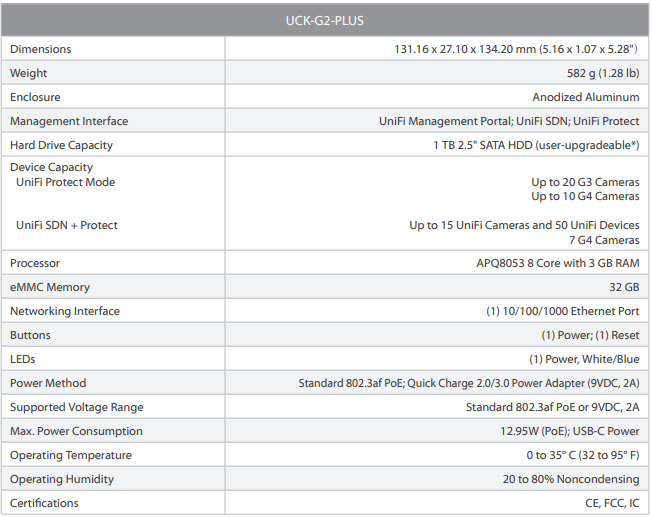 UCK-G2-PLUS
Dimensions 131.16 x 27.10 x 134.20 mm (5.16 x 1.07 x 5.28")
Weight 582 g (1.28 lb)
Enclosure Anodized Aluminum
Management Interface UniFi Management Portal; UniFi SDN; UniFi Protect
Hard Drive Capacity 1 TB 2.5" SATA HDD (user-upgradeable*)
Device Capacity
UniFi Protect Mode Up to 20 G3 Cameras
Up to 10 G4 Cameras
UniFi SDN + Protect Up to 15 UniFi Cameras and 50 UniFi Devices
7 G4 Cameras
Processor APQ8053 8 Core with 3 GB RAM
eMMC Memory 32 GB
Networking Interface (1) 10/100/1000 Ethernet Port
Buttons (1) Power; (1) Reset
LEDs (1) Power, White/Blue
Power Method Standard 802.3af PoE; Quick Charge 2.0/3.0 Power Adapter (9VDC, 2A)
Supported Voltage Range Standard 802.3af PoE or 9VDC, 2A
Max. Power Consumption 12.95W (PoE); USB-C Power
Operating Temperature 0 to 35° C (32 to 95° F)
Operating Humidity 20 to 80% Noncondensing
Certifications CE, FCC, IC